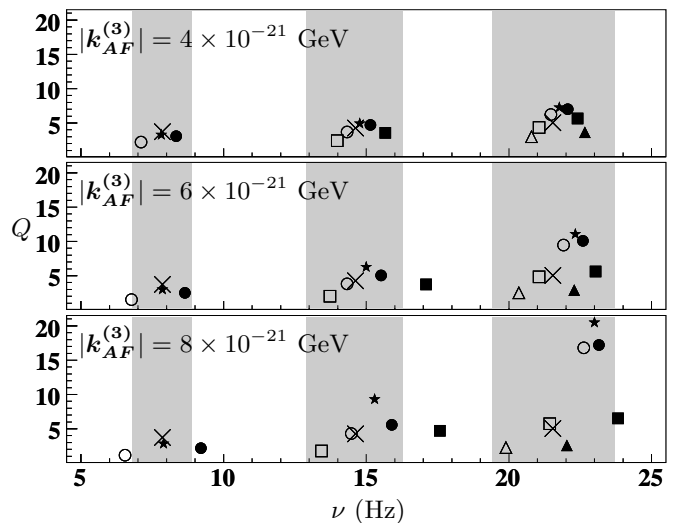 20
15
10
5
|k_{AF}^{(3)}| = 4 × 10^{-21} GeV
20
15
10
5
|k_{AF}^{(3)}| = 6 × 10^{-21} GeV
Q
20
15
10
5
|k_{AF}^{(3)}| = 8 × 10^{-21} GeV
5 10 15 20 25
ν (Hz)